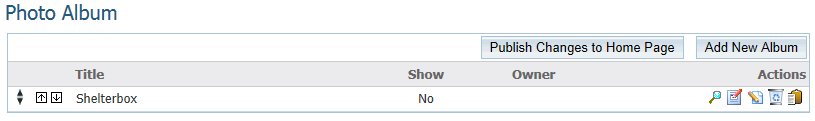 Photo Album
Publish Changes to Home Page Add New Album
Title Show Owner Actions
Shelterbox No